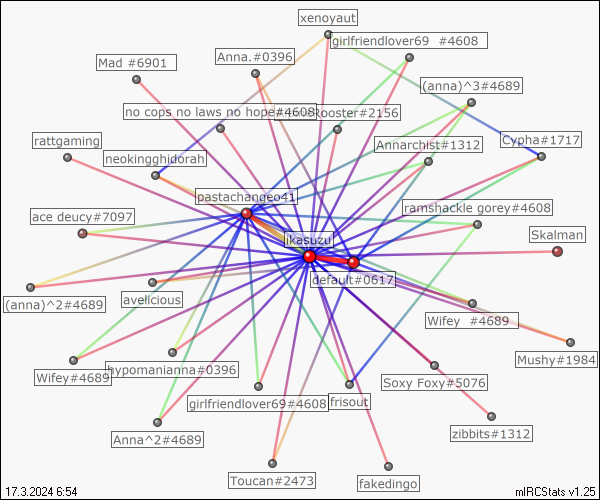 xenoyaut
girlfriendlover69 #4608
Anna.#0396
Mad #6901
(anna)^3#4689
no cops no laws no hope#4608
Rooster#2156
rattgaming
neokingghidorah
Annarchist#1312
Cypha#1717
pastachangeo41
ace deucy#7097
ramshackle gorey#4608
likasuzu
Skalman
default#0617
(anna)^2#4689
avelicious
Wifey #4689
Mushy#1984
Wifey#4689
hypomanianna#0396
Soxy Foxy#5076
girlfriendlover69#4608
frisout
zibbits#1312
Anna^2#4689
Toucan#2473
fakedingo
17.3.2024 6:54
mIRCStats v1.25